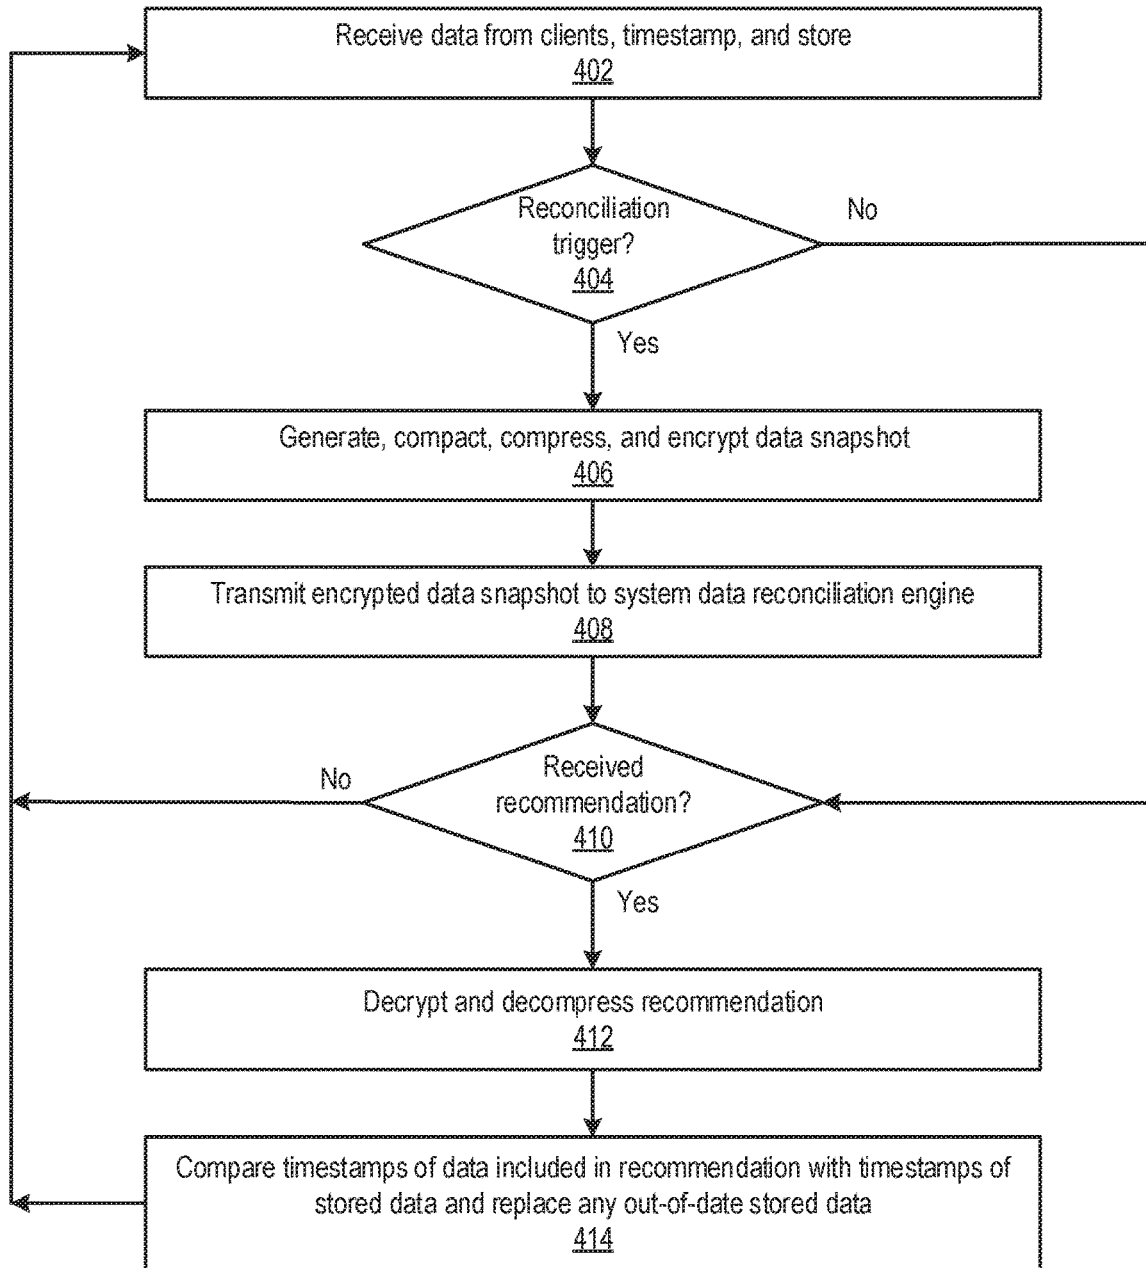 Receive data from clients, timestamp, and store
402
Reconciliation
trigger?
404
No
Yes
Generate, compact, compress, and encrypt data snapshot
406
Transmit encrypted data snapshot to system data reconciliation engine
408
No
Received
recommendation?
410
Yes
Decrypt and decompress recommendation
412
Compare timestamps of data included in recommendation with timestamps of
stored data and replace any out-of-date stored data
414